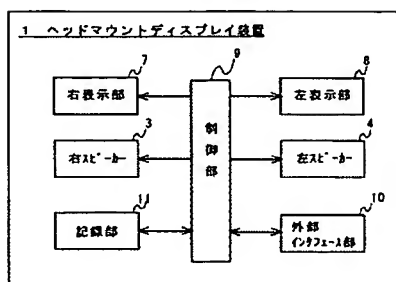 1 ヘッドマウントディスプレイ装置
7
9
8
右表示部
左表示部
3
制御部
4
右スピーカー
左スピーカー
11
10
記録部
外部
インタフェース部